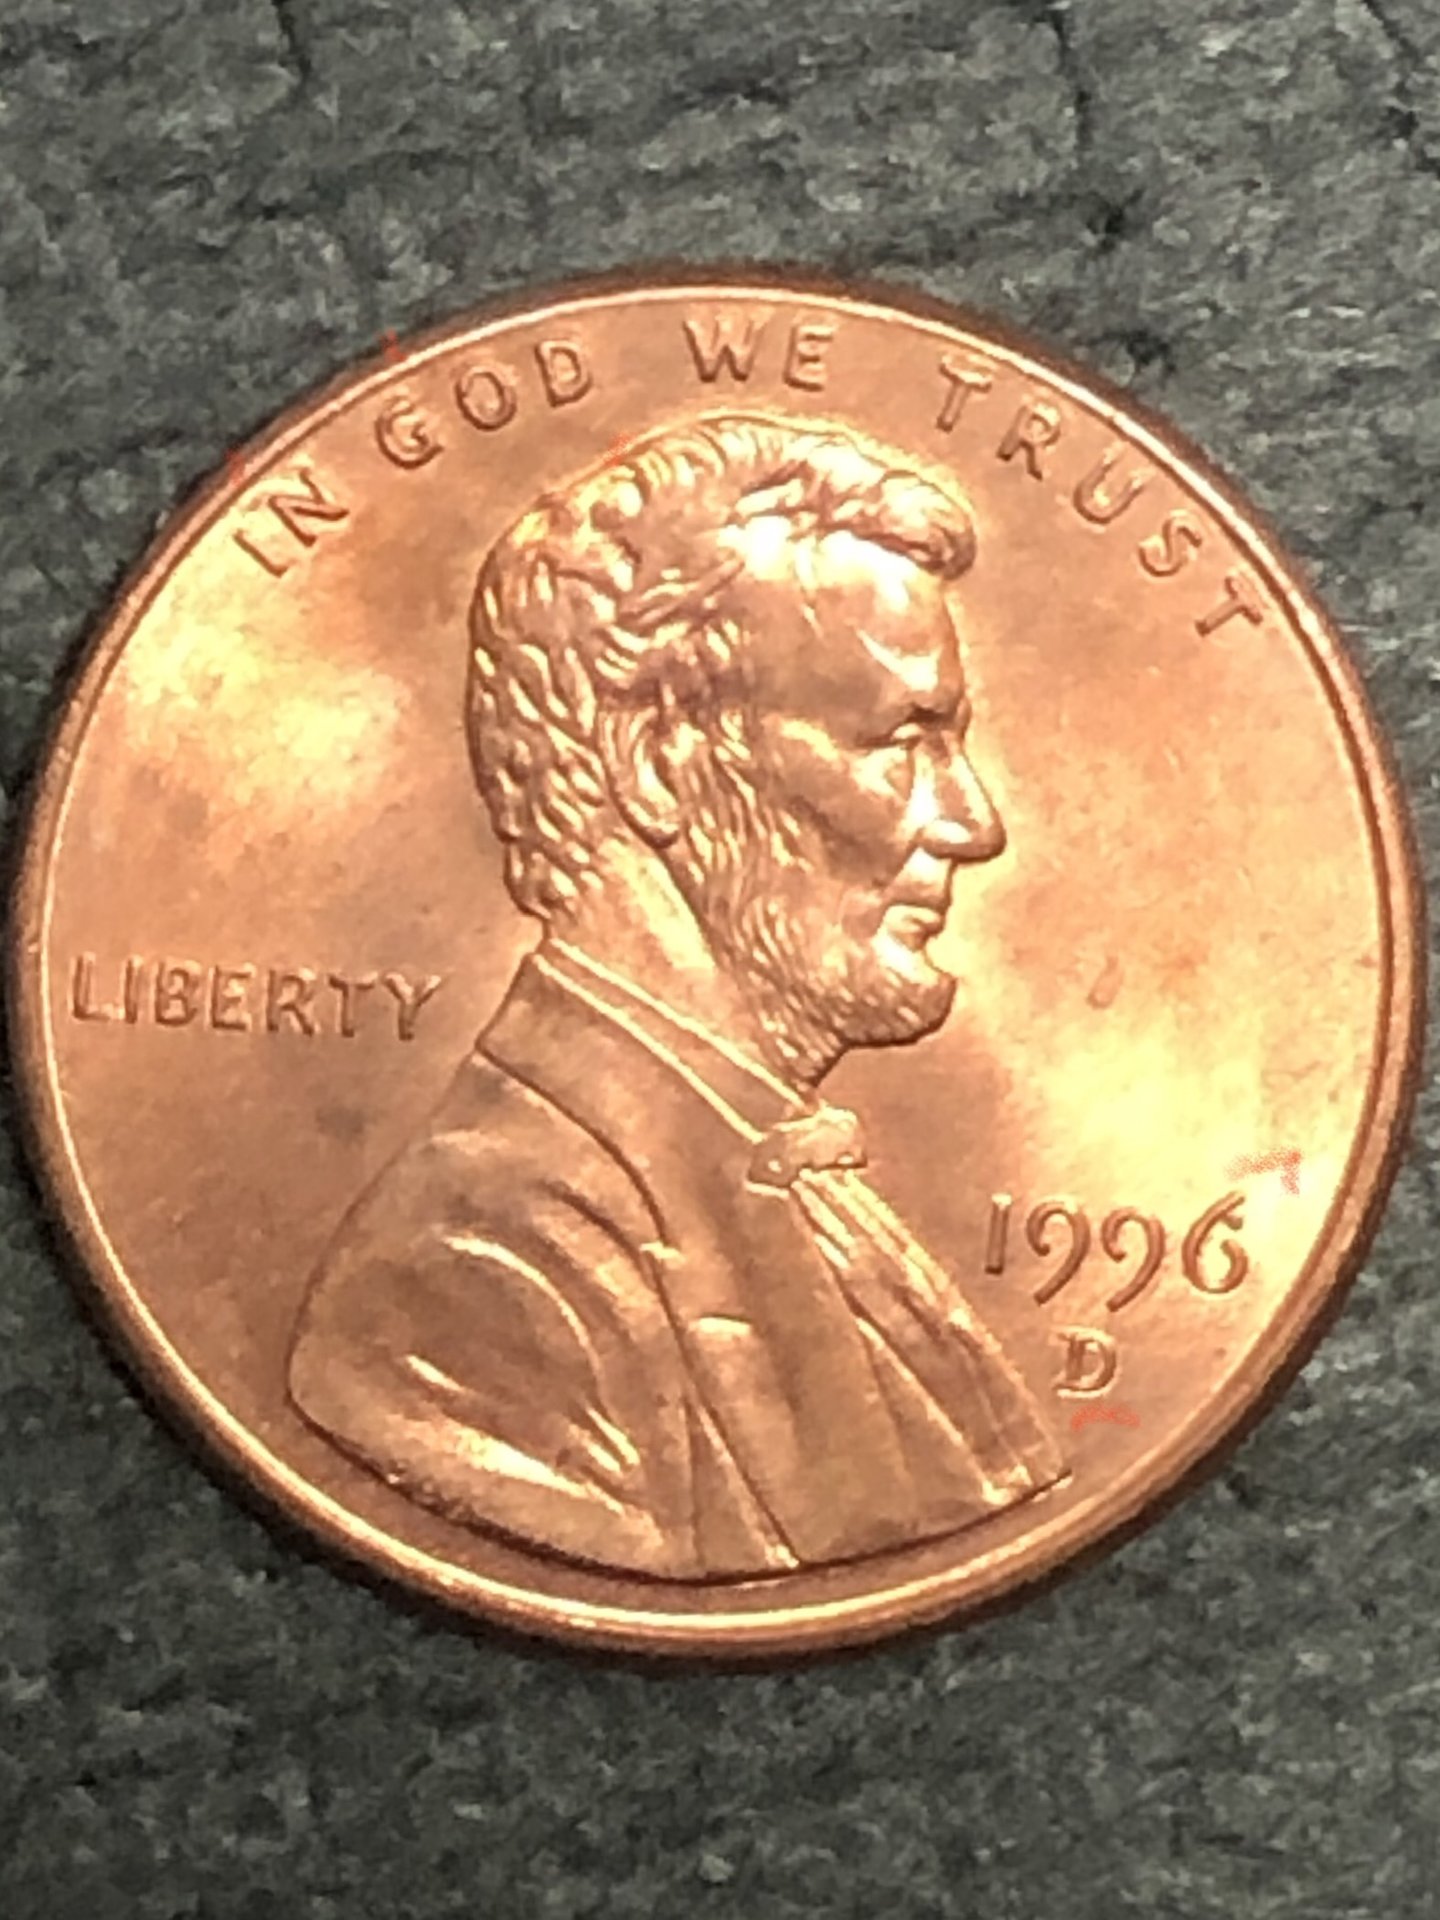 IN GOD WE TRUST
LIBERTY
1996
D